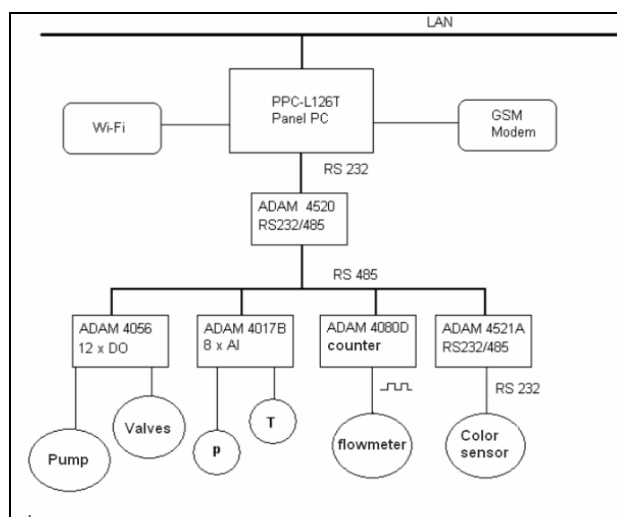 LAN
PPC-L126T
Panel PC
Wi-Fi
GSM
Modem
RS 232
ADAM 4520
RS232/485
RS 485
ADAM 4056
12 x DO
ADAM 4017B
8 x AI
ADAM 4080D
counter
ADAM 4521A
RS232/485
RS 232
Pump
Valves
p
T
flowmeter
Color
sensor